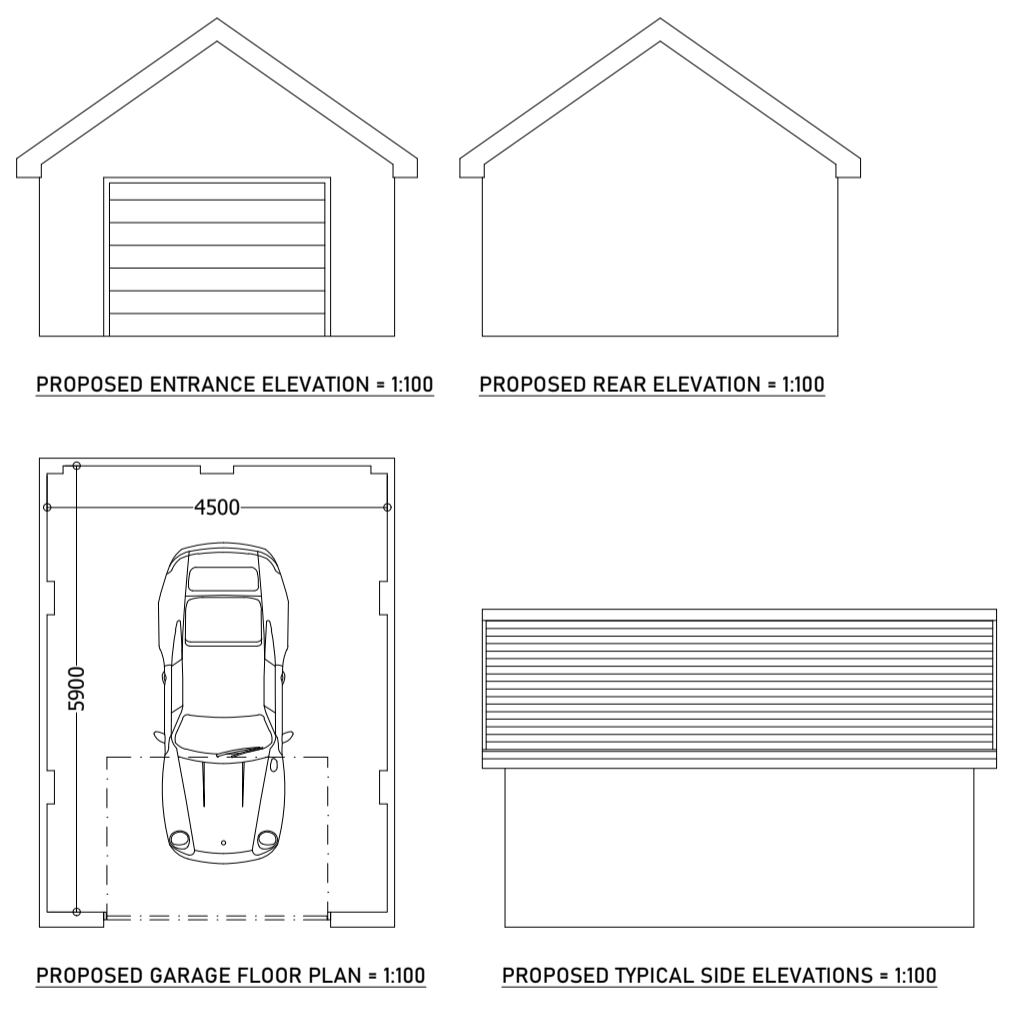 PROPOSED ENTRANCE ELEVATION = 1:100
PROPOSED REAR ELEVATION = 1:100
4500
5900
PROPOSED GARAGE FLOOR PLAN = 1:100
PROPOSED TYPICAL SIDE ELEVATIONS = 1:100